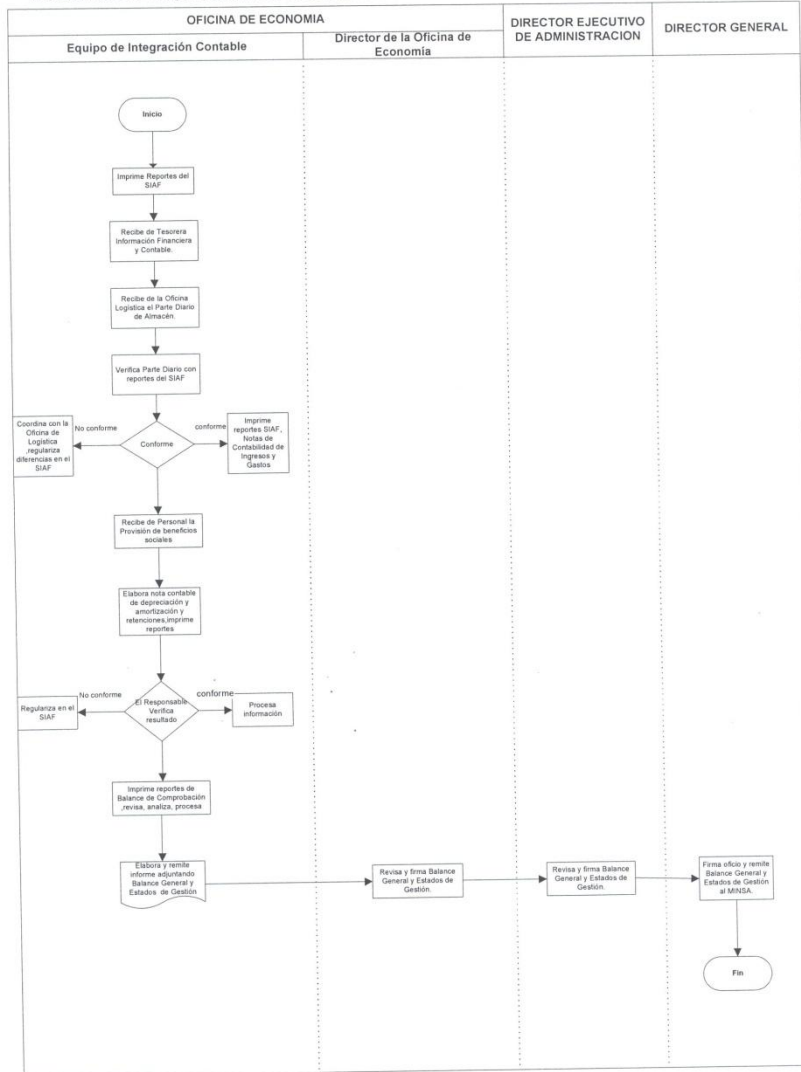 OFICINA DE ECONOMIA
DIRECTOR EJECUTIVO
DE ADMINISTRACION
DIRECTOR GENERAL
Equipo de Integración Contable
Director de la Oficina de
Economía
Inicio
Imprime Reportes del
SIAF
Recibe de Tesorera
Información Financiera
y Contable.
Recibe de la Oficina
Logistica el Parte Diario
de Almacén.
Verifica Parte Diario con
reportes del SIAF
Coordina con la
Oficina de
Logística
,regulariza
diferencias en el
SIAF
No conforme
Conforme
conforme
Imprime
reportes SIAF,
Notas de
Contabilidad de
Ingresos y
Gastos
Recibe de Personal la
Provisión de beneficios
sociales
Elabora nota contable
de depreciación y
amortización y
retenciones,imprime
reportes
Regulariza en el
SIAF
No conforme
El Responsable
Verifica
resultado
conforme
Procesa
información
Imprime reportes de
Balance de Comprobación
,revisa, analiza, procesa
Elabora y remite
informe adjuntando
Balance General y
Estados de Gestión
Revisa y firma Balance
General y Estados de
Gestión.
Revisa y firma Balance
General y Estados de
Gestión.
Firma oficio y remite
Balance General y
Estados de Gestión
al MINSA.
Fin